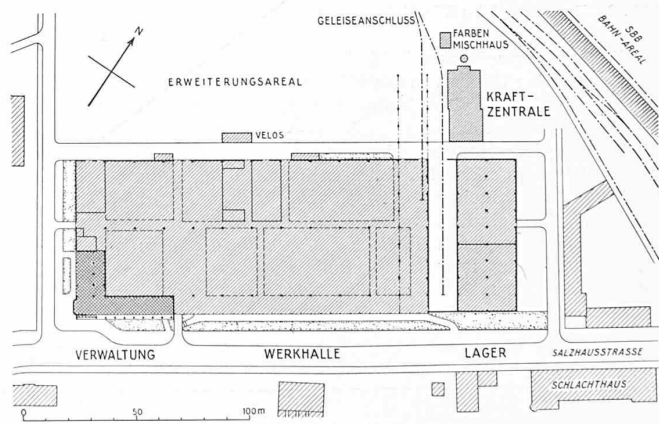 GELEISEANSCHLUSS
N
FARBEN
MISCHHAUS
SBB
BAHN-AREAL
ERWEITERUNGSAREAL
KRAFT-
ZENTRALE
VELOS
VERWALTUNG
WERKHALLE
LAGER
SALZHAUSSTRASSE
SCHLACHTHAUS
0 50 100m